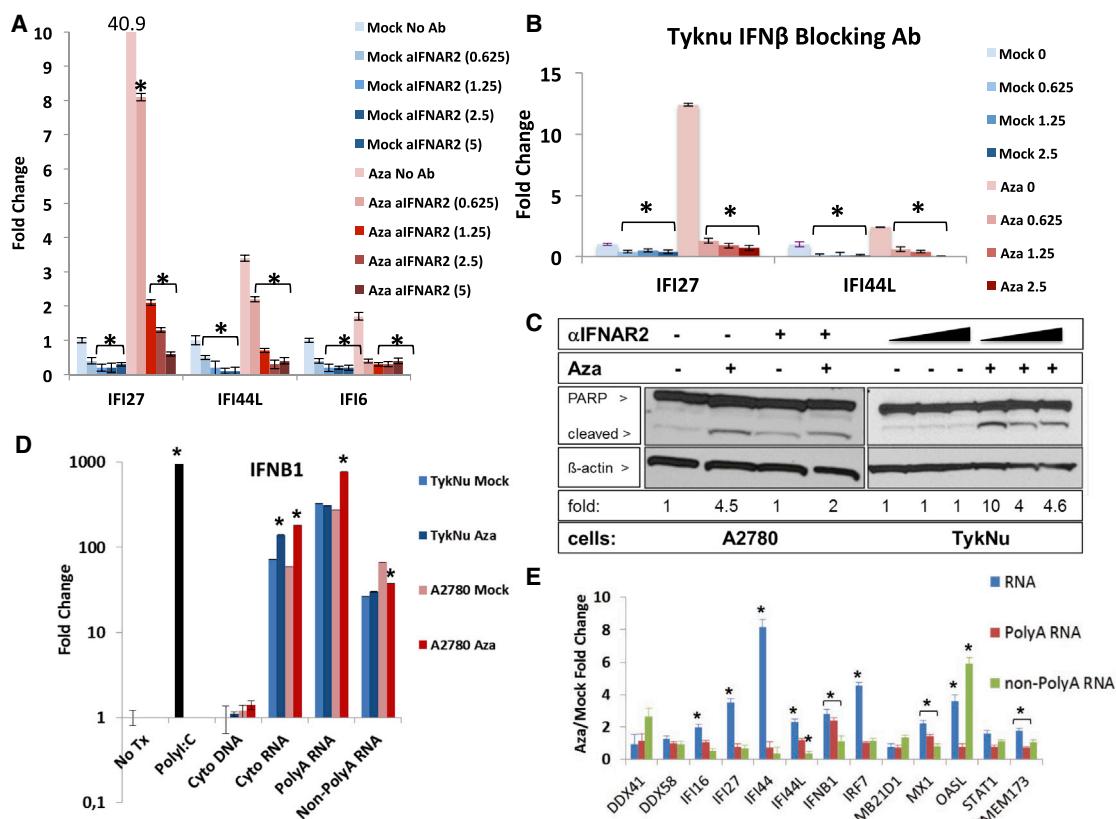 A
40.9
10
9
8
7
6
5
4
3
2
1
0
Fold Change
*
*
*
*
*
*
*
IFI27
IFI44L
IFI6
Mock No Ab
Mock aIFNAR2 (0.625)
Mock aIFNAR2 (1.25)
Mock aIFNAR2 (2.5)
Mock aIFNAR2 (5)
Aza No Ab
Aza aIFNAR2 (0.625)
Aza aIFNAR2 (1.25)
Aza aIFNAR2 (2.5)
Aza aIFNAR2 (5)
B
Tyknu IFNβ Blocking Ab
15
10
5
0
Fold Change
* * * *
IFI27
IFI44L
Mock 0
Mock 0.625
Mock 1.25
Mock 2.5
Aza 0
Aza 0.625
Aza 1.25
Aza 2.5
C
αIFNAR2 - - + +
Aza - + - + - - - + + +
PARP >
cleaved >
ß-actin >
fold: 1 4.5 1 2 1 1 1 10 4 4.6
cells: A2780 TykNu
D
IFNB1
1000
100
10
1
0,1
Fold Change
* * * * *
No Tx
PolyI:C
Cyto DNA
Cyto RNA
PolyA RNA
Non-PolyA RNA
TykNu Mock
TykNu Aza
A2780 Mock
A2780 Aza
E
10
8
6
4
2
0
Aza/Mock Fold Change
* * * * * * * * * * *
DDX41
DDX58
IFI16
IFI27
IFI44
IFI44L
IFNB1
IRF7
MB21D1
MX1
OASL
STAT1
MEM173
RNA
PolyA RNA
non-PolyA RNA